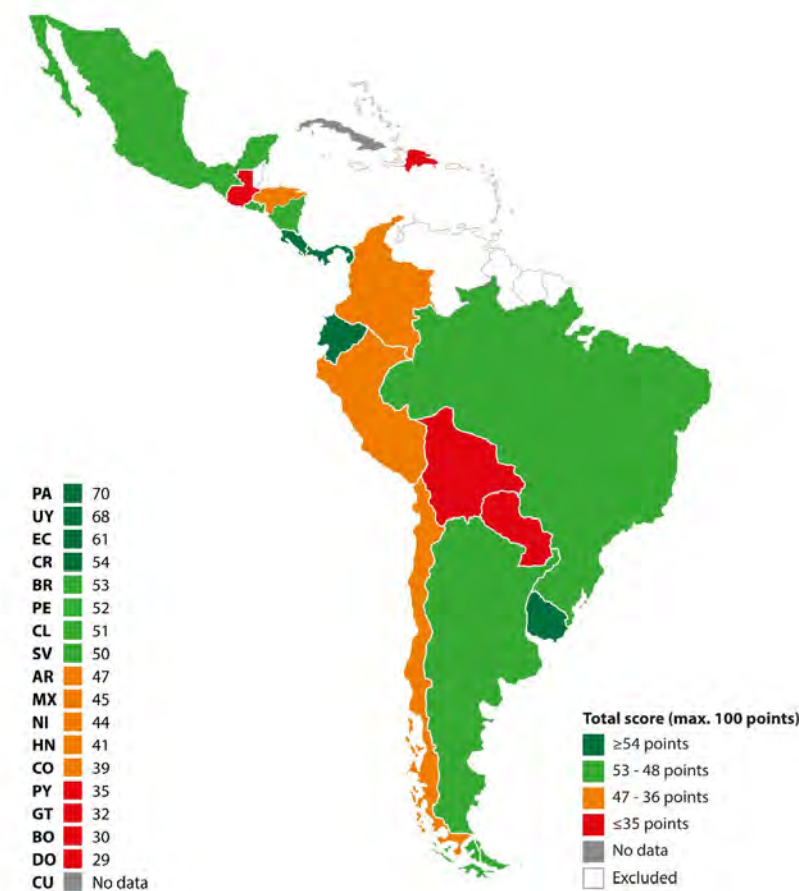 PA 70
UY 68
EC 61
CR 54
BR 53
PE 52
CL 51
SV 50
AR 47
MX 45
NI 44
HN 41
CO 39
PY 35
GT 32
BO 30
DO 29
CU No data
Total score (max. 100 points)
≥54 points
53 - 48 points
47 - 36 points
≤35 points
No data
Excluded